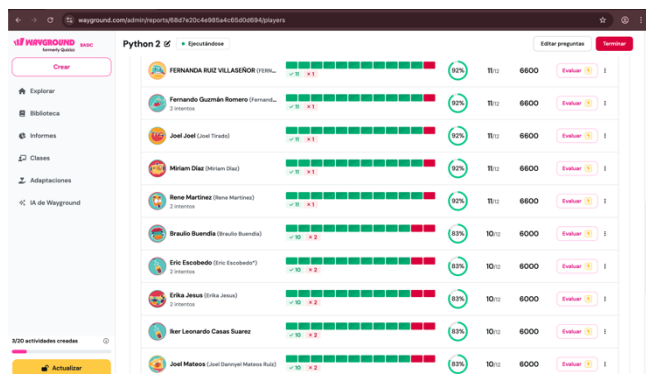 wayground.com/admin/reports/68d7e20c4e985a4c65d0d694/players
WAYGROUND BASIC
formerly Quizizz
Python 2 Ejecutándose
Editar preguntas
Terminar
Crear
Explorar
Biblioteca
Informes
Clases
Adaptaciones
IA de Wayground
3/20 actividades creadas
Actualizar
FERNANDA RUIZ VILLASEÑOR (FERN...
11 1
92% 11/12 6600 Evaluar
Fernando Guzmán Romero (Fernand...
2 intentos
11 1
92% 11/12 6600 Evaluar
Joel Joel (Joel Tirado)
11 1
92% 11/12 6600 Evaluar
Miriam Díaz (Miriam Díaz)
11 1
92% 11/12 6600 Evaluar
Rene Martinez (Rene Martinez)
2 intentos
11 1
92% 11/12 6600 Evaluar
Braulio Buendía (Braulio Buendía)
10 2
83% 10/12 6000 Evaluar
Eric Escobedo (Eric Escobedo*)
2 intentos
10 2
83% 10/12 6000 Evaluar
Erika Jesus (Erika Jesus)
2 intentos
10 2
83% 10/12 6000 Evaluar
Iker Leonardo Casas Suarez
10 2
83% 10/12 6000 Evaluar
Joel Mateos (Joel Dannyel Mateos Ruiz)
10 2
83% 10/12 6000 Evaluar